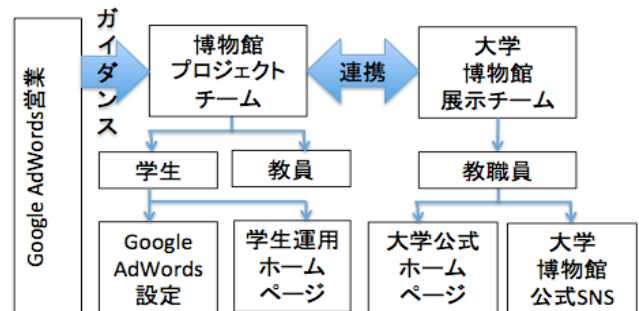 Google AdWords営業
ガイダンス
博物館
プロジェクト
チーム
連携
大学
博物館
展示チーム
学生
教員
教職員
Google
AdWords
設定
学生運用
ホーム
ページ
大学公式
ホーム
ページ
大学
博物館
公式SNS